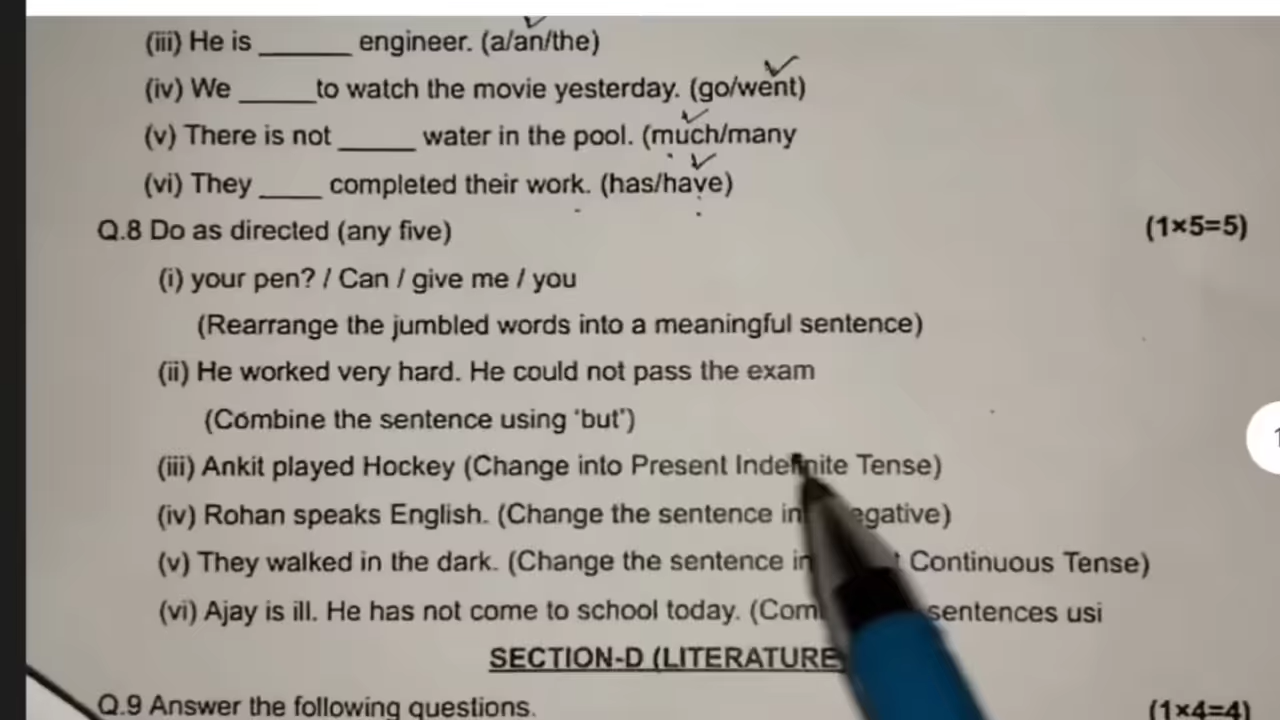 (iii) He is ______ engineer. (a/an/the)
(iv) We _____to watch the movie yesterday. (go/went)
(v) There is not _____ water in the pool. (much/many
(vi) They ____ completed their work. (has/have)
Q.8 Do as directed (any five) (1×5=5)
(i) your pen? / Can / give me / you
(Rearrange the jumbled words into a meaningful sentence)
(ii) He worked very hard. He could not pass the exam
(Combine the sentence using 'but')
(iii) Ankit played Hockey (Change into Present Indefinite Tense)
(iv) Rohan speaks English. (Change the sentence in egative)
(v) They walked in the dark. (Change the sentence in t Continuous Tense)
(vi) Ajay is ill. He has not come to school today. (Com sentences usi
SECTION-D (LITERATURE)
Q.9 Answer the following questions. (1×4=4)